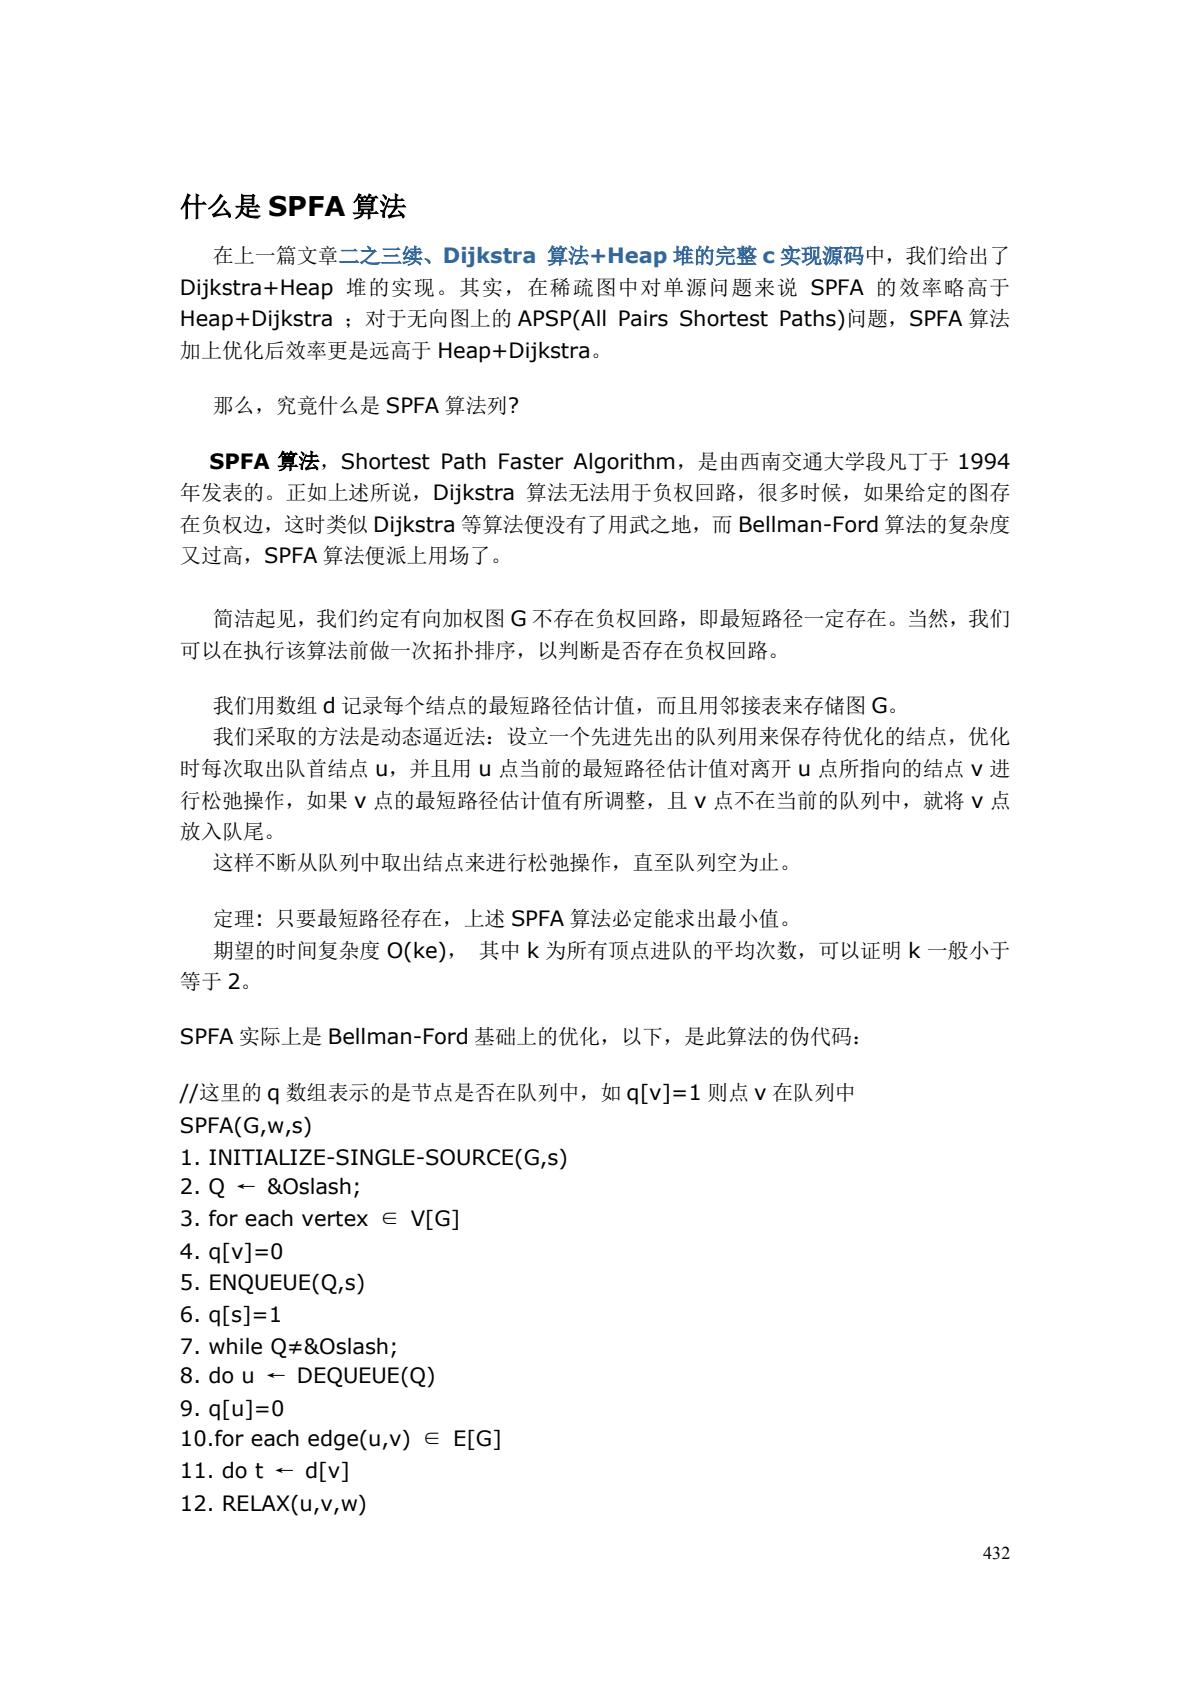 什么是 SPFA 算法
在上一篇文章二之三续、Dijkstra 算法+Heap 堆的完整 c 实现源码中，我们给出了
Dijkstra+Heap 堆的实现。其实，在稀疏图中对单源问题来说 SPFA 的效率略高于
Heap+Dijkstra ；对于无向图上的 APSP(All Pairs Shortest Paths)问题，SPFA 算法
加上优化后效率更是远高于 Heap+Dijkstra。
那么，究竟什么是 SPFA 算法列?
SPFA 算法，Shortest Path Faster Algorithm，是由西南交通大学段凡丁于 1994
年发表的。正如上述所说，Dijkstra 算法无法用于负权回路，很多时候，如果给定的图存
在负权边，这时类似 Dijkstra 等算法便没有了用武之地，而 Bellman-Ford 算法的复杂度
又过高，SPFA 算法便派上用场了。
简洁起见，我们约定有向加权图 G 不存在负权回路，即最短路径一定存在。当然，我们
可以在执行该算法前做一次拓扑排序，以判断是否存在负权回路。
我们用数组 d 记录每个结点的最短路径估计值，而且用邻接表来存储图 G。
我们采取的方法是动态逼近法：设立一个先进先出的队列用来保存待优化的结点，优化
时每次取出队首结点 u，并且用 u 点当前的最短路径估计值对离开 u 点所指向的结点 v 进
行松弛操作，如果 v 点的最短路径估计值有所调整，且 v 点不在当前的队列中，就将 v 点
放入队尾。
这样不断从队列中取出结点来进行松弛操作，直至队列空为止。
定理: 只要最短路径存在，上述 SPFA 算法必定能求出最小值。
期望的时间复杂度 O(ke)， 其中 k 为所有顶点进队的平均次数，可以证明 k 一般小于
等于 2。
SPFA 实际上是 Bellman-Ford 基础上的优化，以下，是此算法的伪代码：
//这里的 q 数组表示的是节点是否在队列中，如 q[v]=1 则点 v 在队列中
SPFA(G,w,s)
1. INITIALIZE-SINGLE-SOURCE(G,s)
2. Q ← &Oslash;
3. for each vertex ∈ V[G]
4. q[v]=0
5. ENQUEUE(Q,s)
6. q[s]=1
7. while Q≠&Oslash;
8. do u ← DEQUEUE(Q)
9. q[u]=0
10.for each edge(u,v) ∈ E[G]
11. do t ← d[v]
12. RELAX(u,v,w)
432